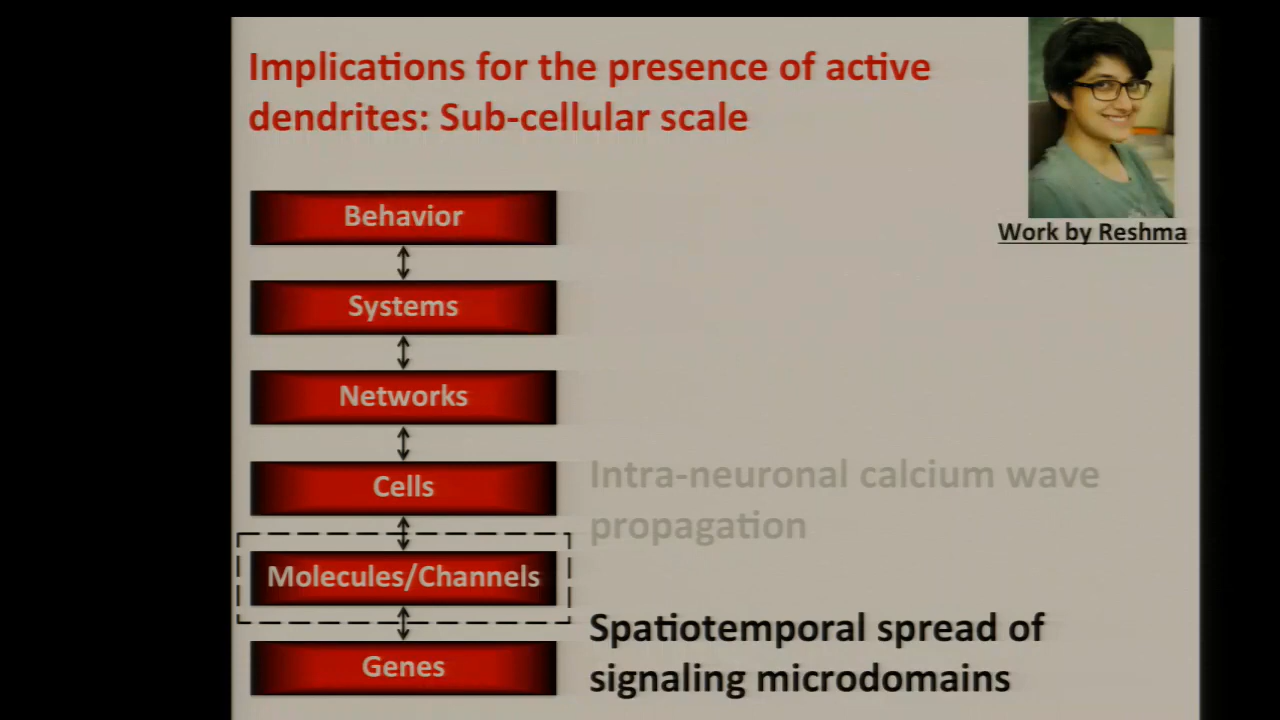 Implications for the presence of active
dendrites: Sub-cellular scale
Work by Reshma
Behavior
Systems
Networks
Cells
Intra-neuronal calcium wave
propagation
Molecules/Channels
Spatiotemporal spread of
signaling microdomains
Genes